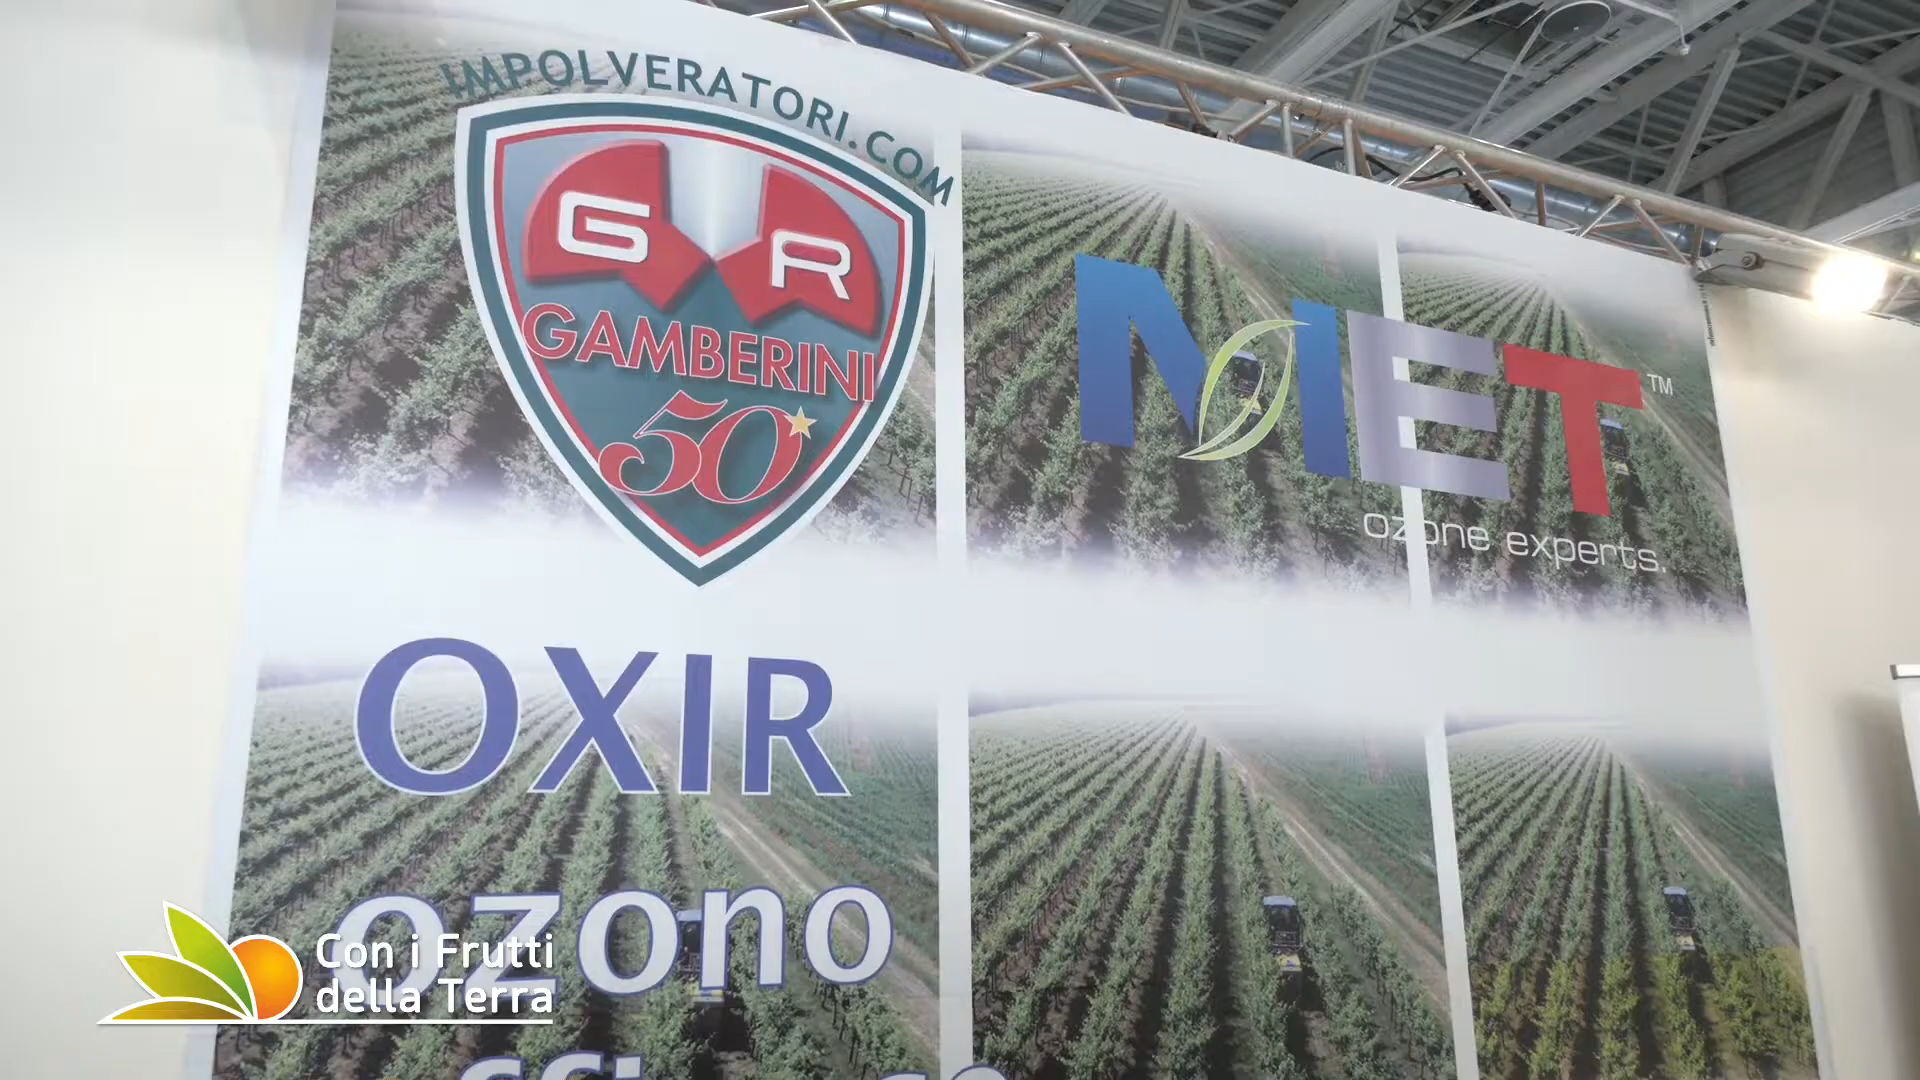 IMPOLVERATORI.COM
G R
GAMBERINI
50
MET™
ozone experts.
OXIR
ozono
Con i Frutti
della Terra